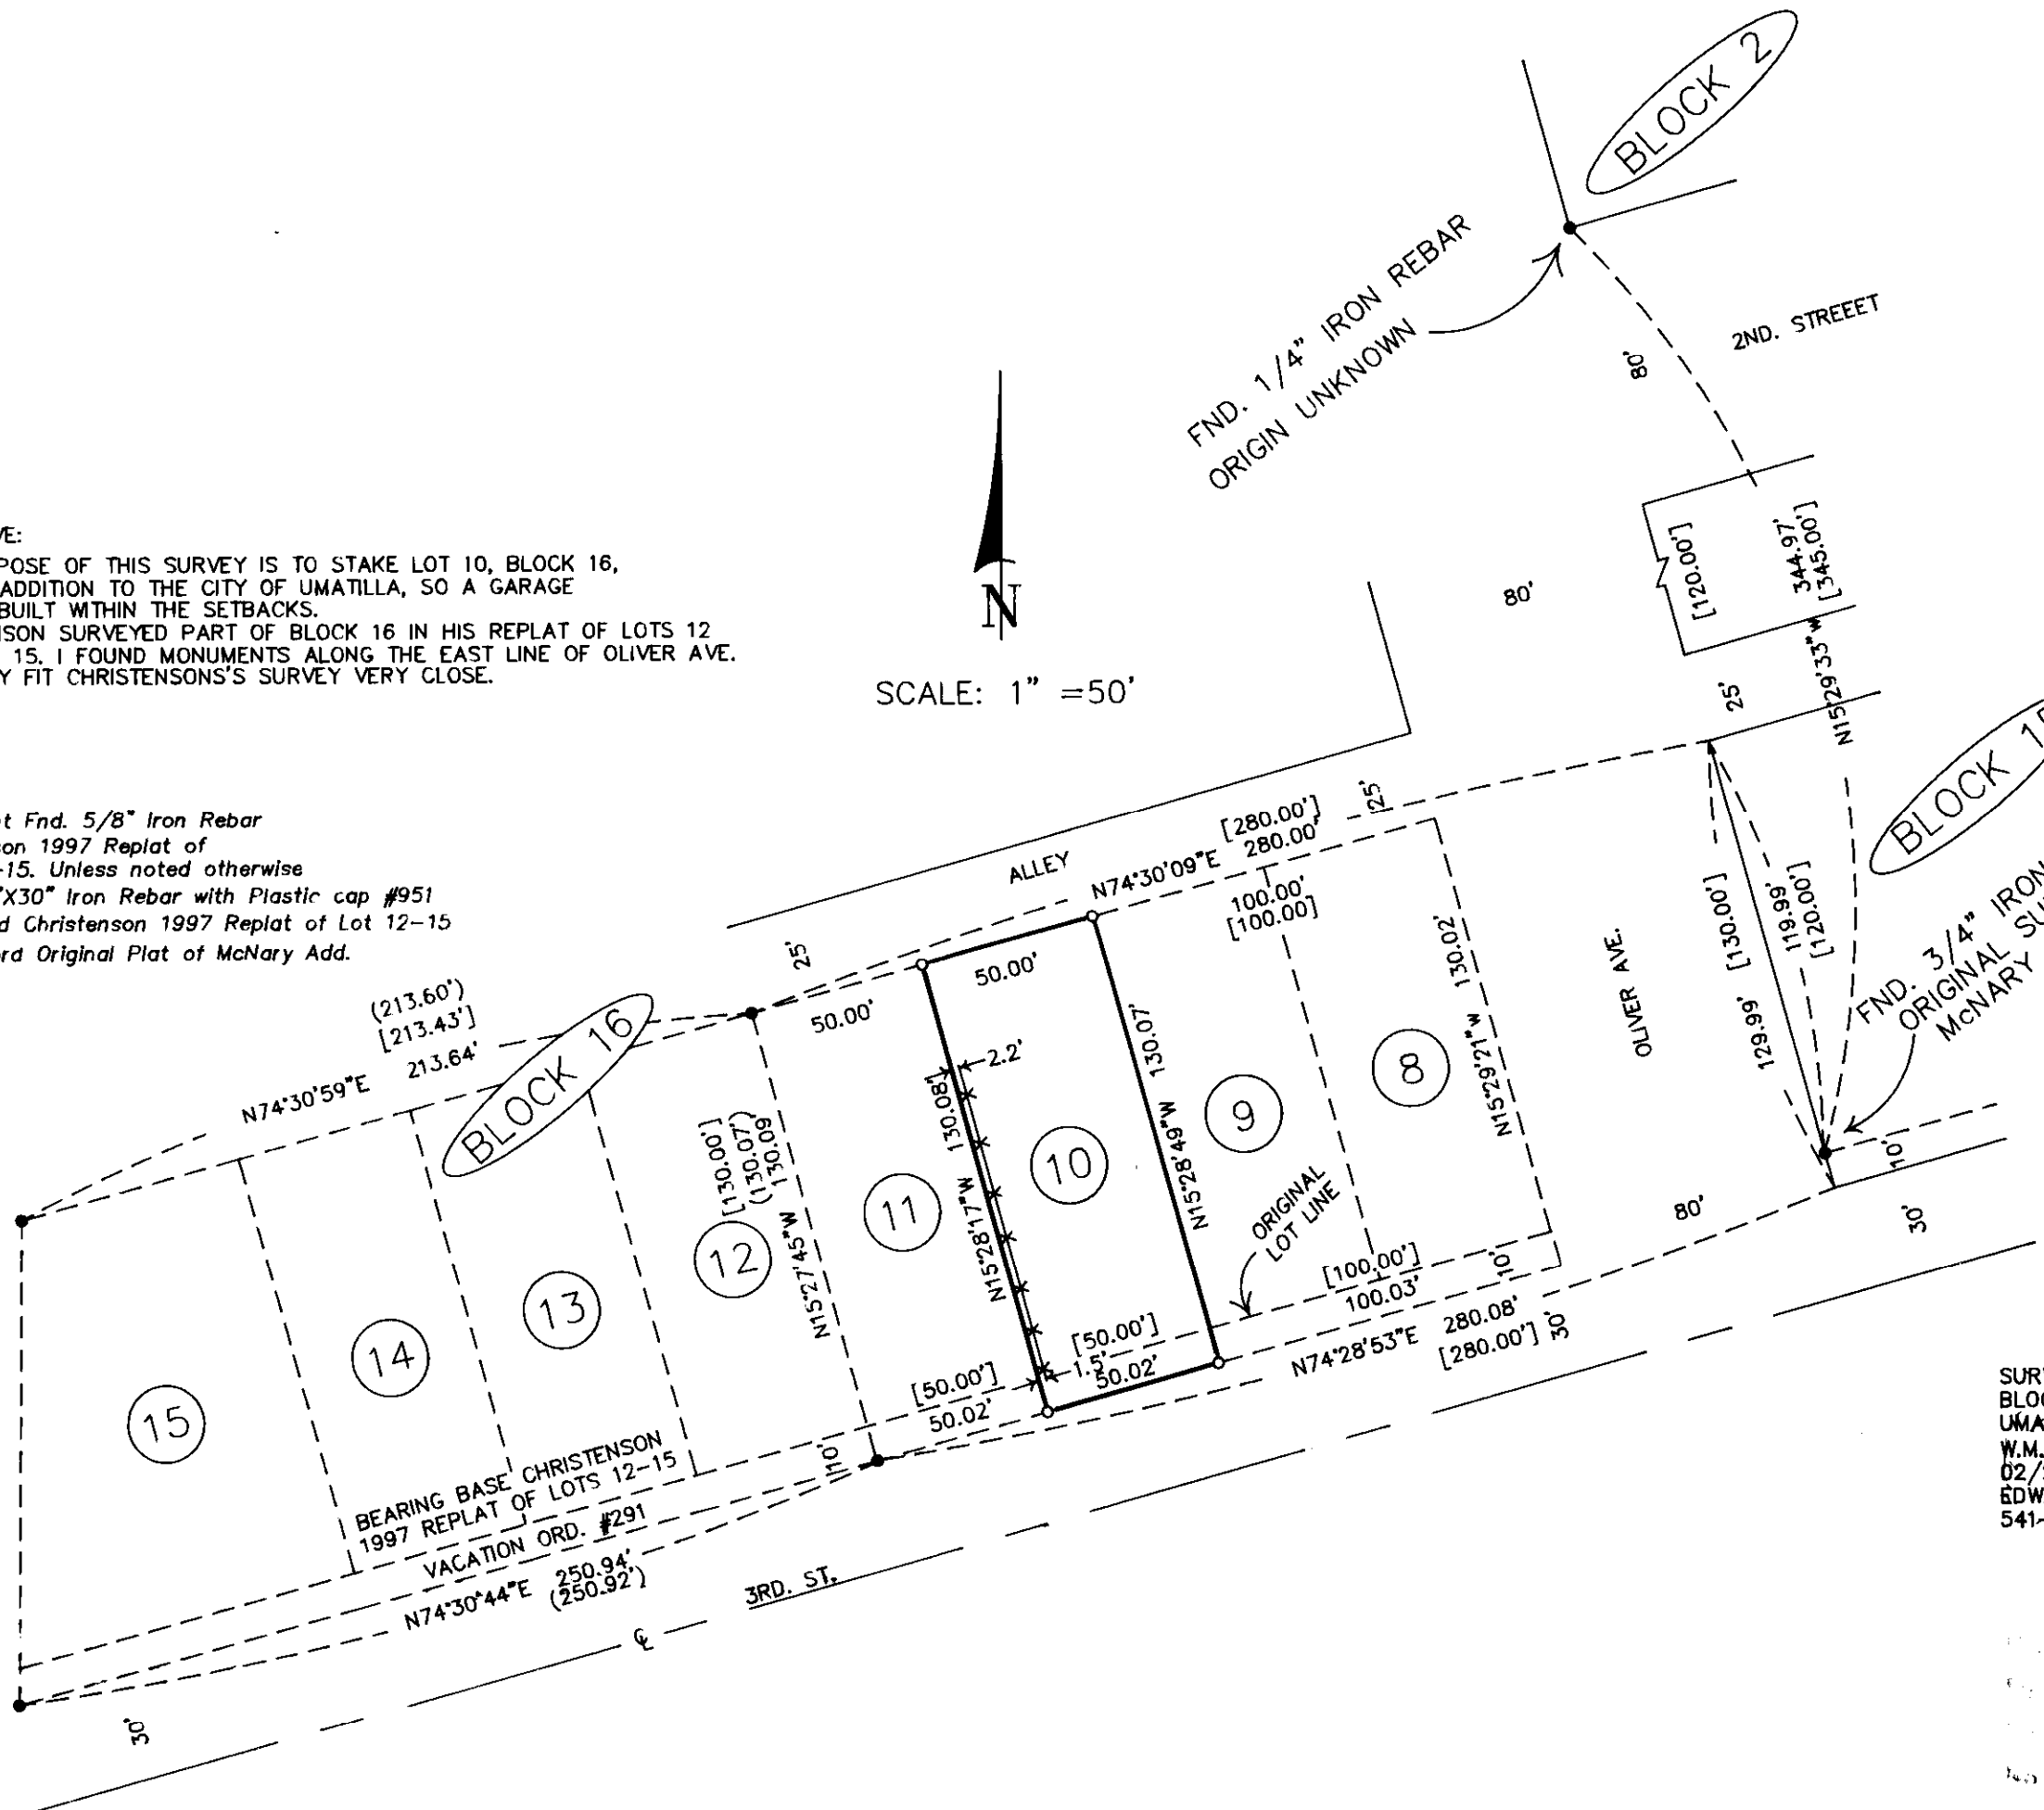 BLOCK 2
FND. 1/4" IRON REBAR
ORIGIN UNKNOWN
2ND. STREEET
80'
[120.00']
344.97'
[345.00']
N15°29'33"W
25'
80'
VE:
POSE OF THIS SURVEY IS TO STAKE LOT 10, BLOCK 16,
ADDITION TO THE CITY OF UMATILLA, SO A GARAGE
BUILT WITHIN THE SETBACKS.
NSON SURVEYED PART OF BLOCK 16 IN HIS REPLAT OF LOTS 12
15. I FOUND MONUMENTS ALONG THE EAST LINE OF OLIVER AVE.
Y FIT CHRISTENSONS'S SURVEY VERY CLOSE.
N
SCALE: 1" =50'
t Fnd. 5/8" Iron Rebar
on 1997 Replat of
-15. Unless noted otherwise
"X30" Iron Rebar with Plastic cap #951
d Christenson 1997 Replat of Lot 12-15
rd Original Plat of McNary Add.
BLOCK 15
FND. 3/4" IRON
ORIGINAL SU
McNARY
ALLEY
N74°30'09"E
[280.00']
280.00'
25'
100.00'
[100.00]
25'
50.00'
50.00'
(213.60')
[213.43']
213.64'
N74°30'59"E
BLOCK 16
2.2'
130.08'
N15°28'17"W
130.07'
N15°28'49"W
130.02'
N15°29'21"W
OLIVER AVE.
[130.00']
129.99'
119.99'
[120.00']
[130.00']
(130.07')
130.09'
N15°27'45"W
8
9
10
11
12
13
14
15
ORIGINAL
LOT LINE
[100.00']
100.03'
10'
10'
80'
30'
[50.00']
1.5'
50.02'
[50.00']
50.02'
10'
N74°28'53"E
280.08'
[280.00']
30'
BEARING BASE CHRISTENSON
1997 REPLAT OF LOTS 12-15
VACATION ORD. #291
N74°30'44"E
250.94'
(250.92')
3RD. ST.
℄
30'
SUR
BLOC
UMA
W.M.
02/
EDW
541-